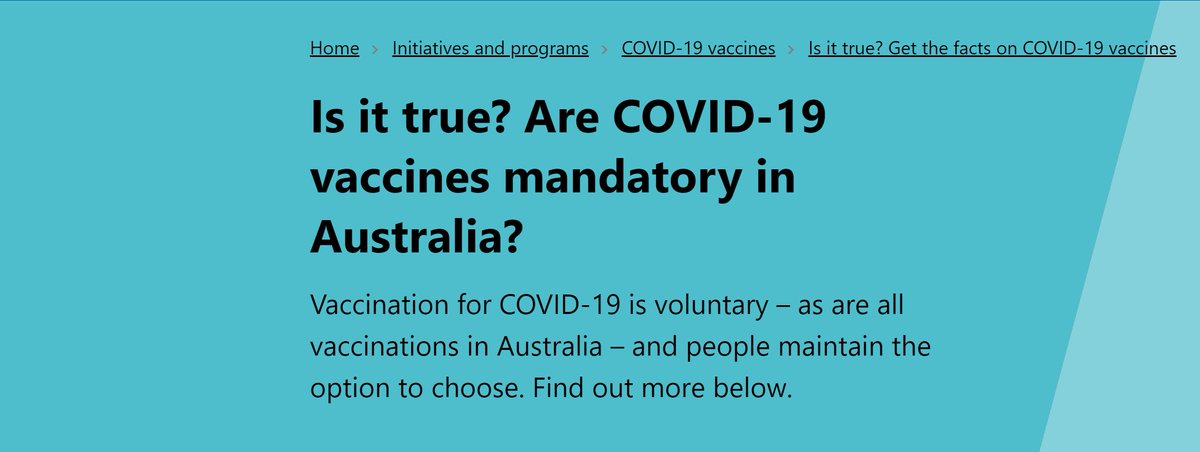 Home > Initiatives and programs > COVID-19 vaccines > Is it true? Get the facts on COVID-19 vaccines
Is it true? Are COVID-19
vaccines mandatory in
Australia?
Vaccination for COVID-19 is voluntary – as are all
vaccinations in Australia – and people maintain the
option to choose. Find out more below.